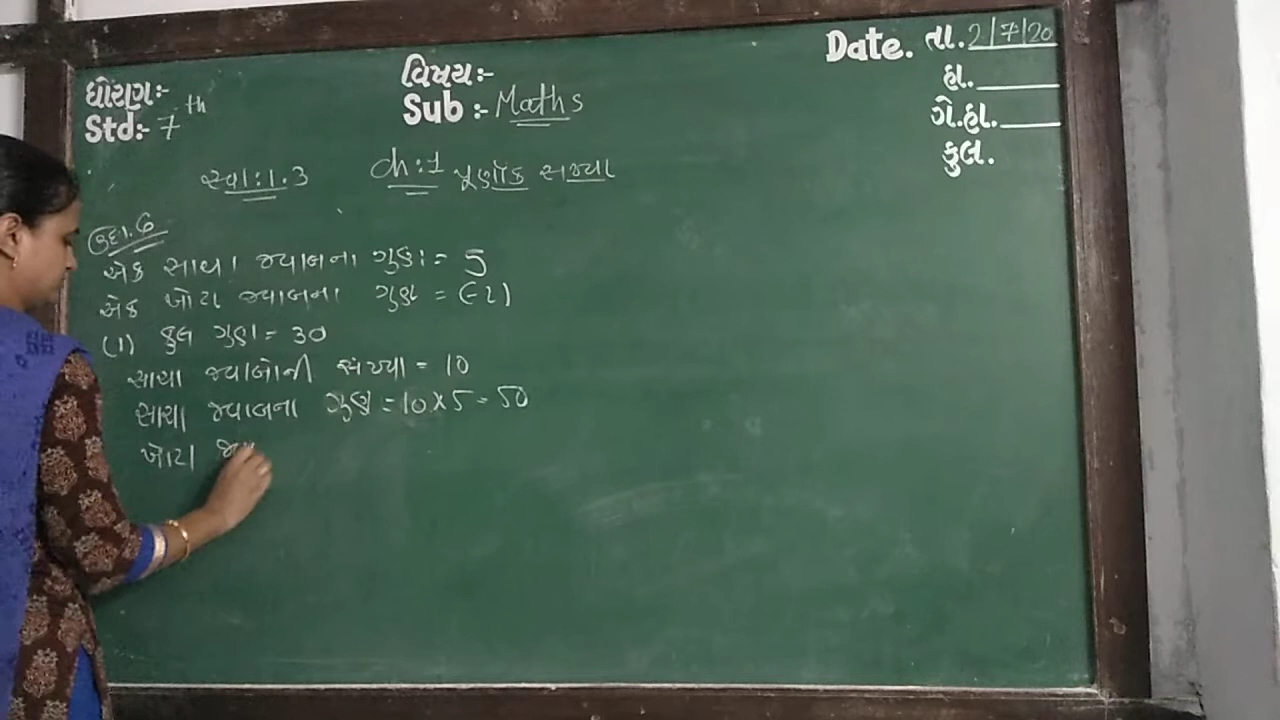 ધોરણ:-
Std:- 7th
વિષય:-
Sub :- Maths
Date. તા. 2/7/20
હા.
ગે.હા.
કુલ.
સ્વા:1.3 ch:1 પૂર્ણાંક સંખ્યા
ઉદા.6
એક સાચા જવાબના ગુણ = 5
એક ખોટા જવાબના ગુણ = (-2)
(1) કુલ ગુણ = 30
સાચા જવાબોની સંખ્યા = 10
સાચા જવાબના ગુણ = 10 x 5 = 50
ખોટા